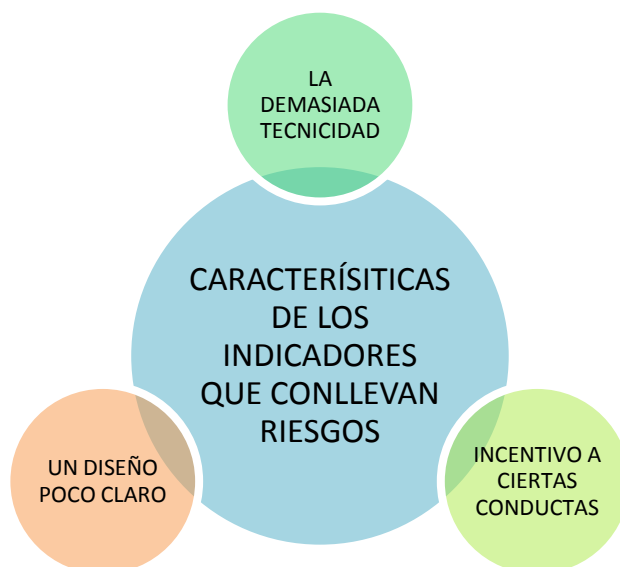 LA
DEMASIADA
TECNICIDAD
CARACTERÍSITICAS
DE LOS
INDICADORES
QUE CONLLEVAN
RIESGOS
UN DISEÑO
POCO CLARO
INCENTIVO A
CIERTAS
CONDUCTAS